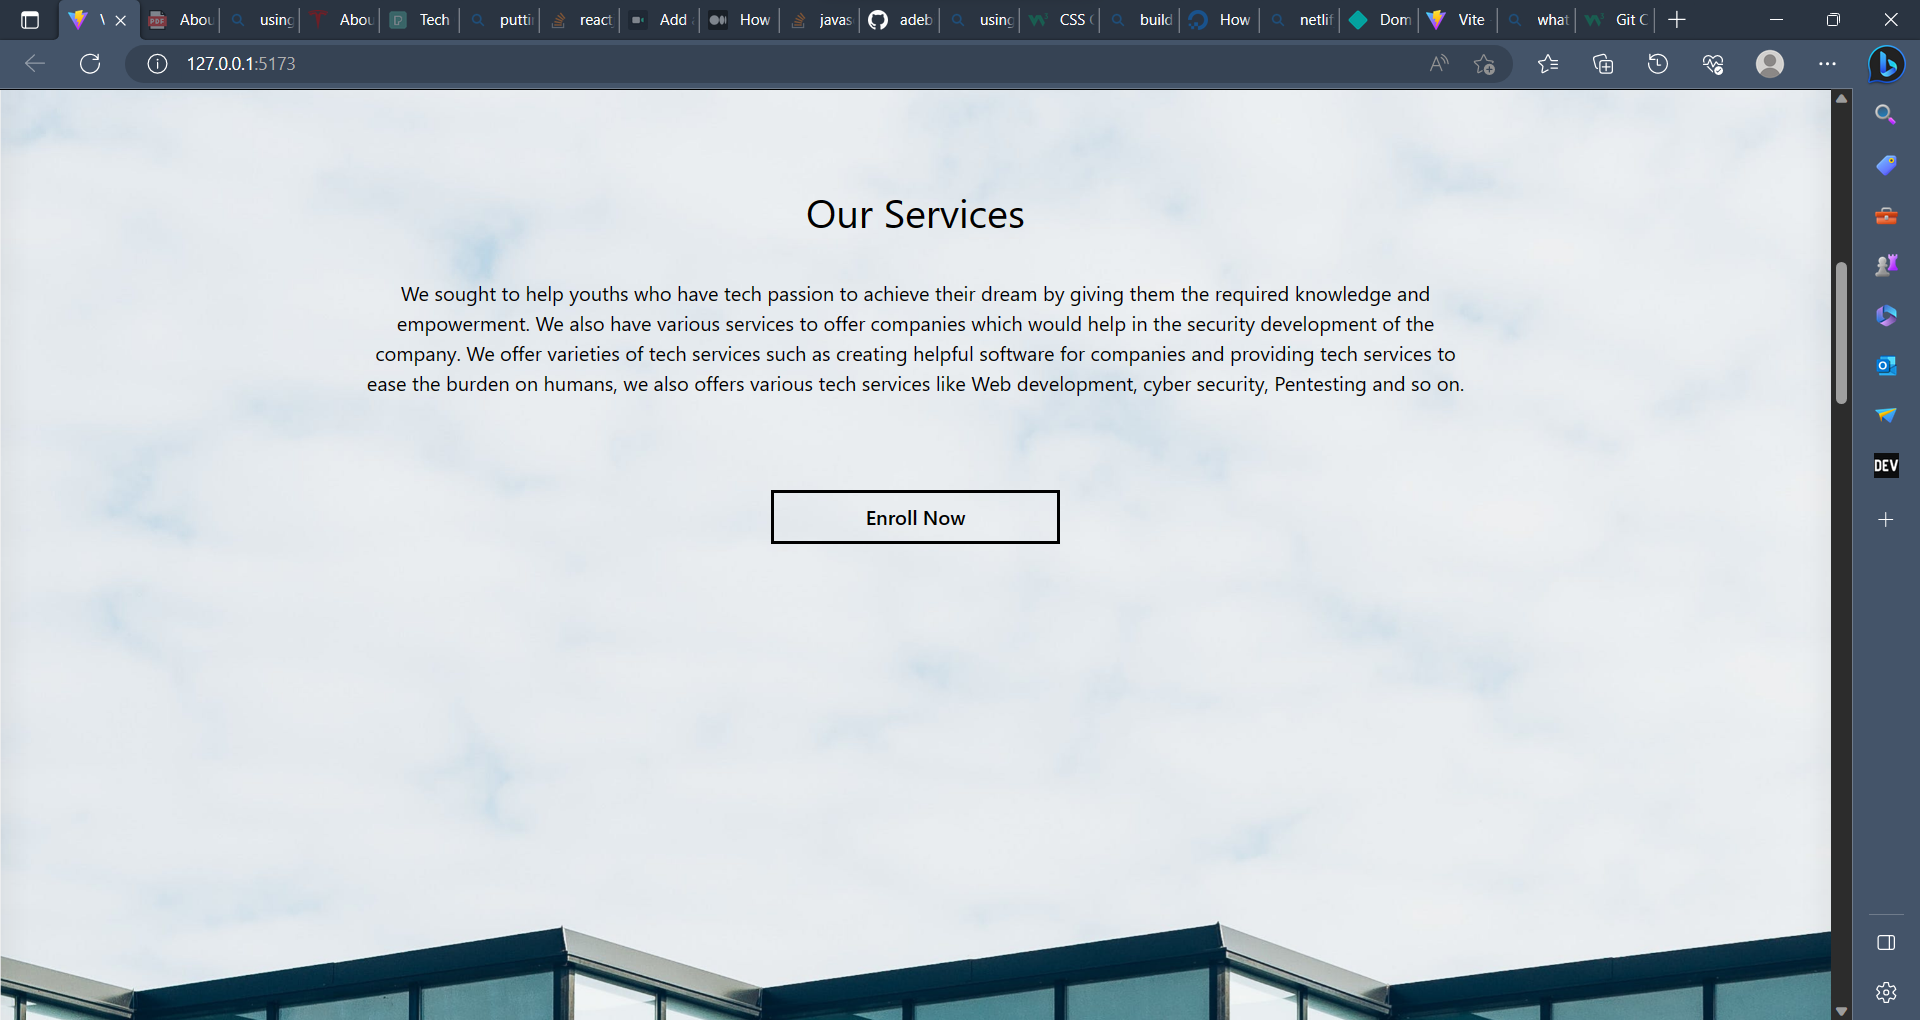 Abou
using
Abou
Tech
putti
react
Add
How
javas
adeb
using
CSS
build
How
netlif
Dom
Vite
what
Git C
127.0.0.1:5173
Our Services
We sought to help youths who have tech passion to achieve their dream by giving them the required knowledge and
empowerment. We also have various services to offer companies which would help in the security development of the
company. We offer varieties of tech services such as creating helpful software for companies and providing tech services to
ease the burden on humans, we also offers various tech services like Web development, cyber security, Pentesting and so on.
Enroll Now
DEV